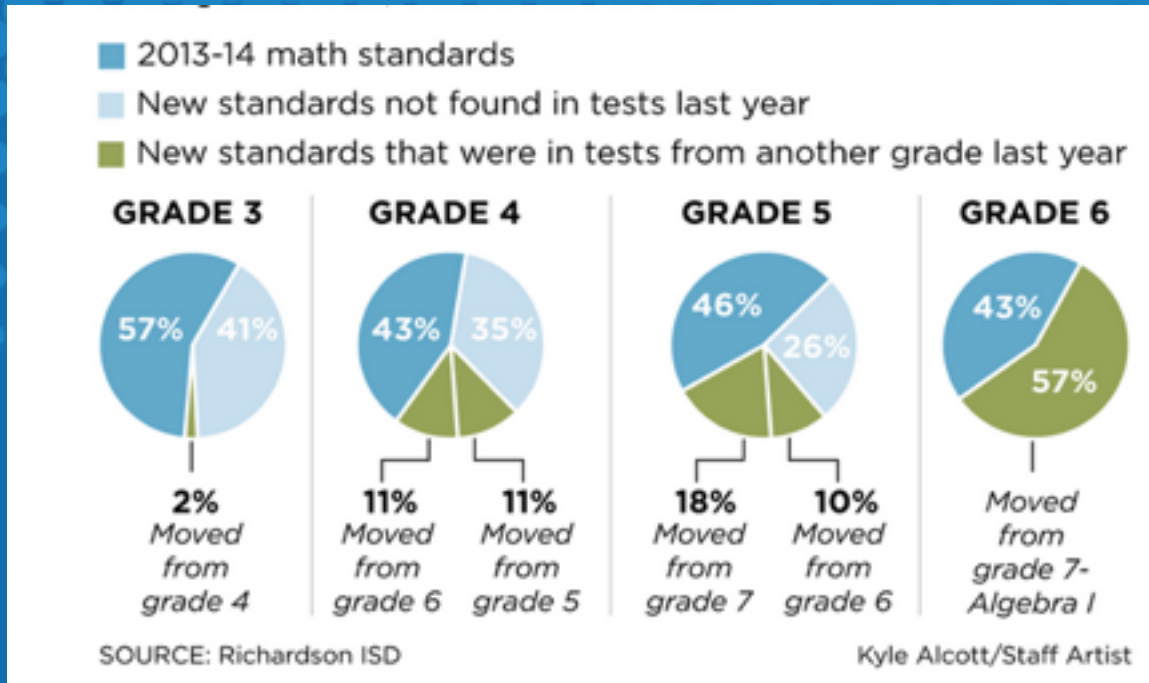 2013-14 math standards
New standards not found in tests last year
New standards that were in tests from another grade last year
GRADE 3
57%
41%
2%
Moved
from
grade 4
GRADE 4
43%
35%
11%
Moved
from
grade 6
11%
Moved
from
grade 5
GRADE 5
46%
26%
18%
Moved
from
grade 7
10%
Moved
from
grade 6
GRADE 6
43%
57%
Moved
from
grade 7-
Algebra I
SOURCE: Richardson ISD
Kyle Alcott/Staff Artist